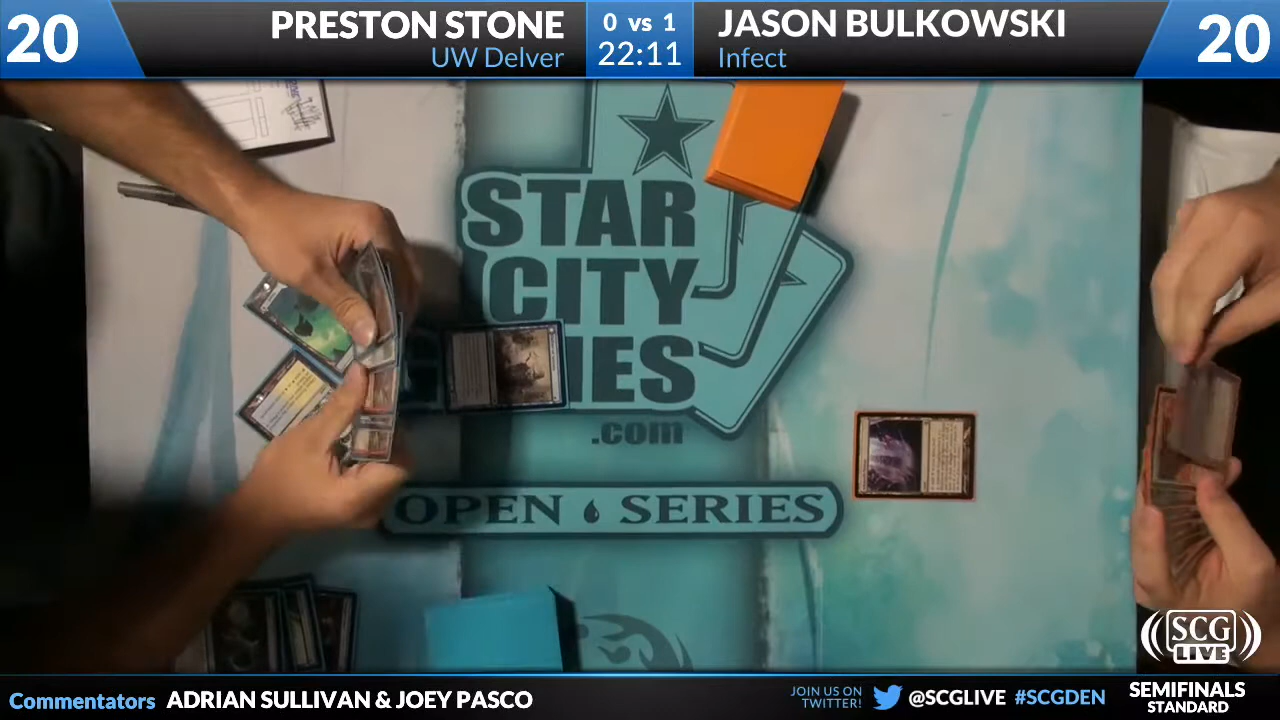 20
PRESTON STONE
UW Delver
0 vs 1
22:11
JASON BULKOWSKI
Infect
20
STAR
CITY
.com
OPEN SERIES
SCG
LIVE
Commentators ADRIAN SULLIVAN & JOEY PASCO
JOIN US ON
TWITTER!
@SCGLIVE #SCGDEN
SEMIFINALS
STANDARD